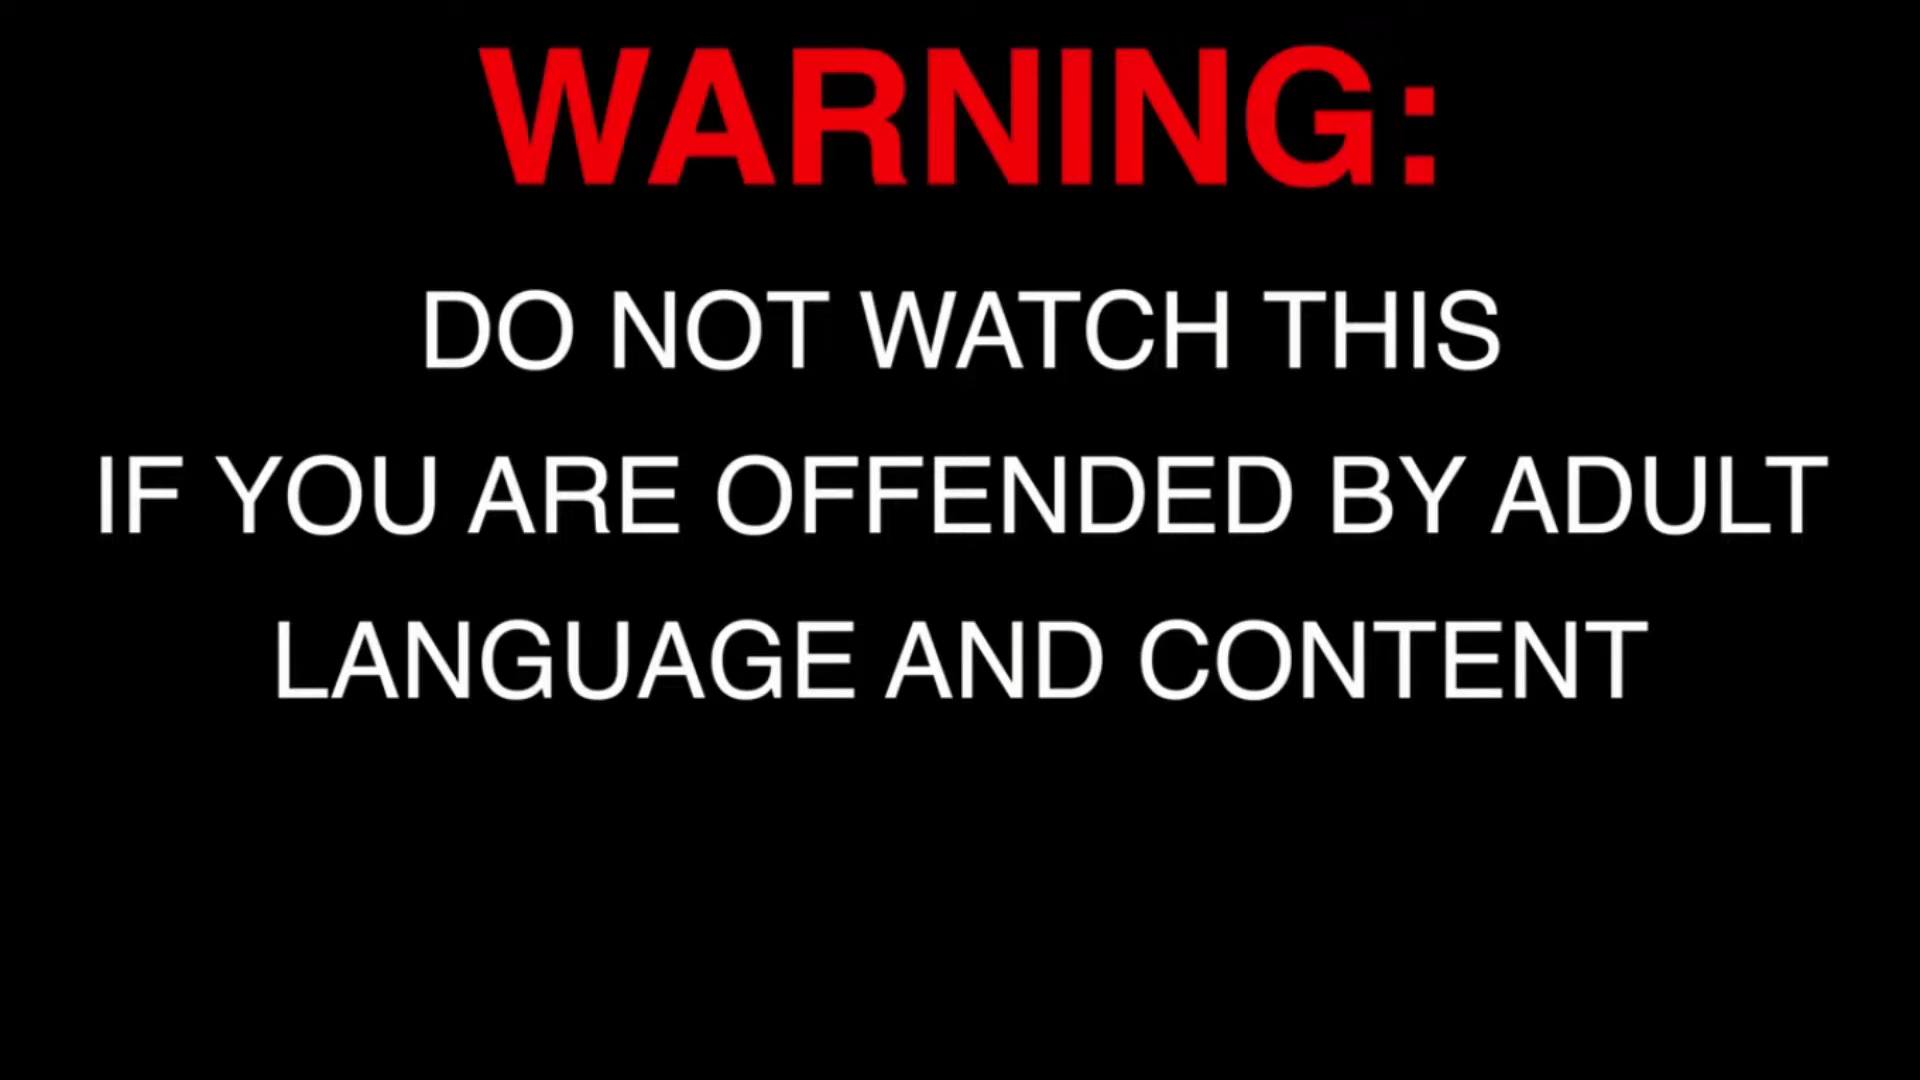 WARNING:
DO NOT WATCH THIS
IF YOU ARE OFFENDED BY ADULT
LANGUAGE AND CONTENT